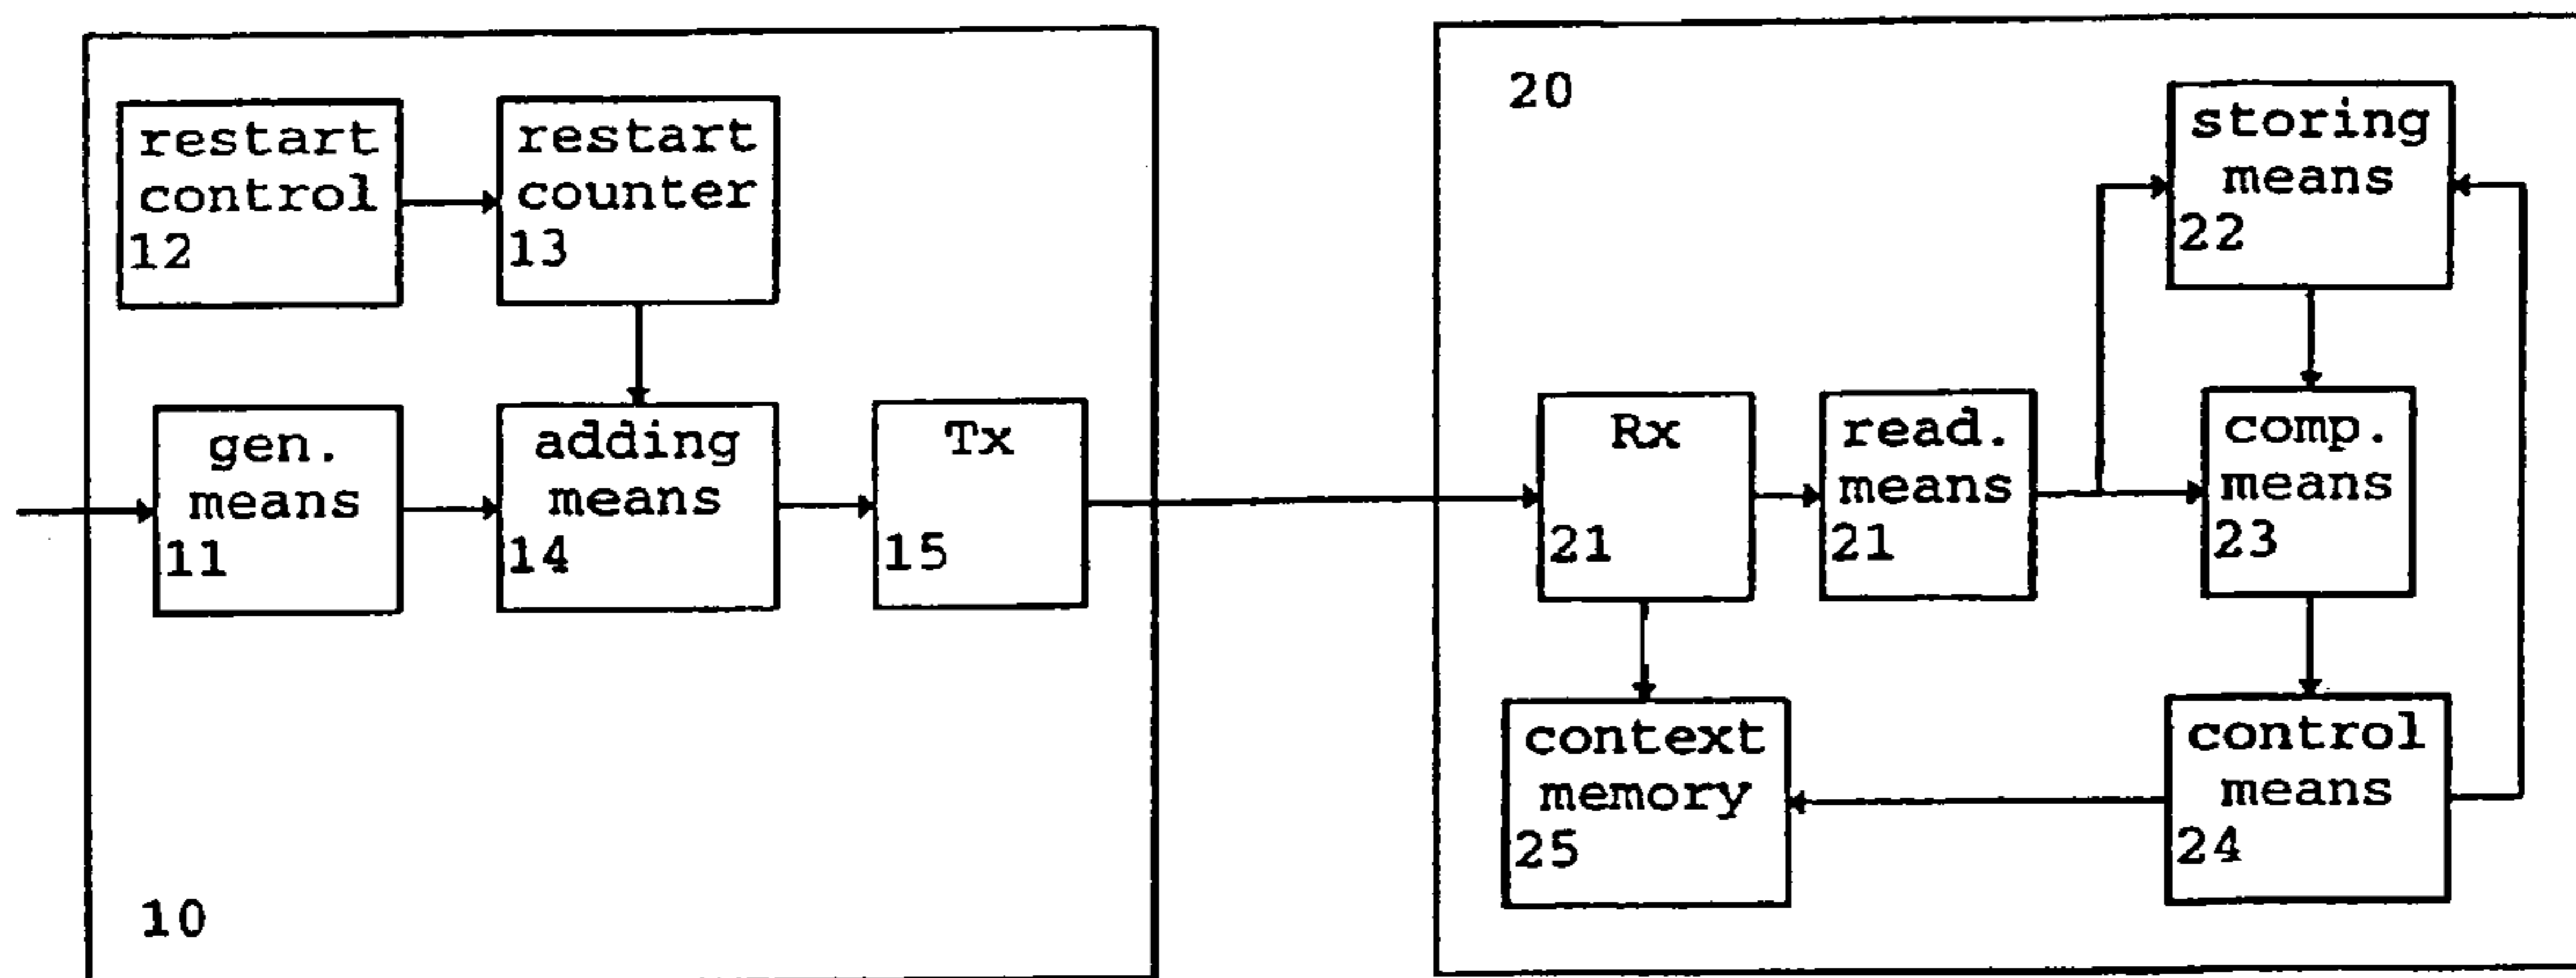 restart
control
12
restart
counter
13
gen.
means
11
adding
means
14
Tx
15
10
20
storing
means
22
Rx
21
read.
means
21
comp.
means
23
context
memory
25
control
means
24